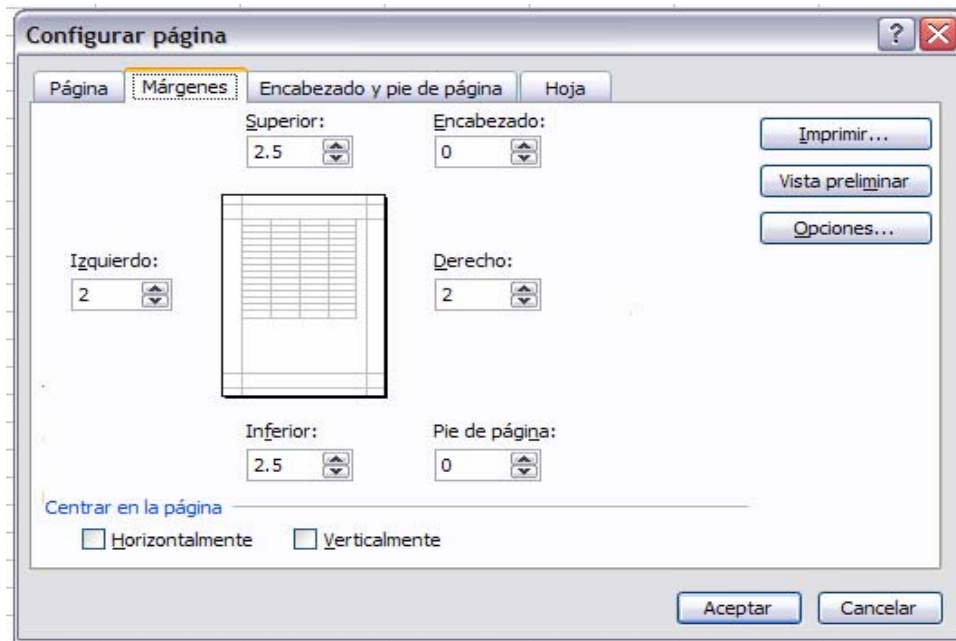 Configurar página
Página Márgenes Encabezado y pie de página Hoja
Superior: Encabezado:
2.5 0
Imprimir...
Vista preliminar
Opciones...
Izquierdo: Derecho:
2 2
Inferior: Pie de página:
2.5 0
Centrar en la página
Horizontalmente Verticalmente
Aceptar Cancelar